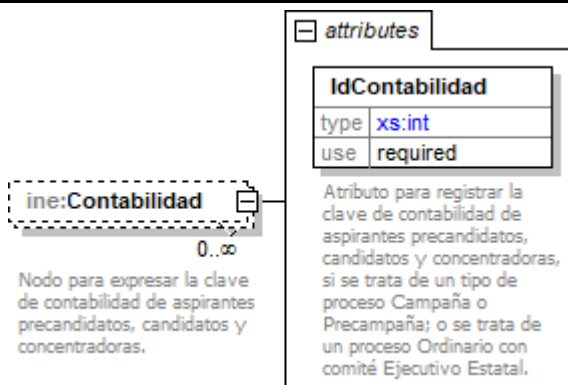 attributes
IdContabilidad
type xs:int
use required
Atributo para registrar la
clave de contabilidad de
aspirantes precandidatos,
candidatos y concentradoras,
si se trata de un tipo de
proceso Campaña o
Precampaña; o se trata de
un proceso Ordinario con
comité Ejecutivo Estatal.
ine:Contabilidad
0..∞
Nodo para expresar la clave
de contabilidad de aspirantes
precandidatos, candidatos y
concentradoras.